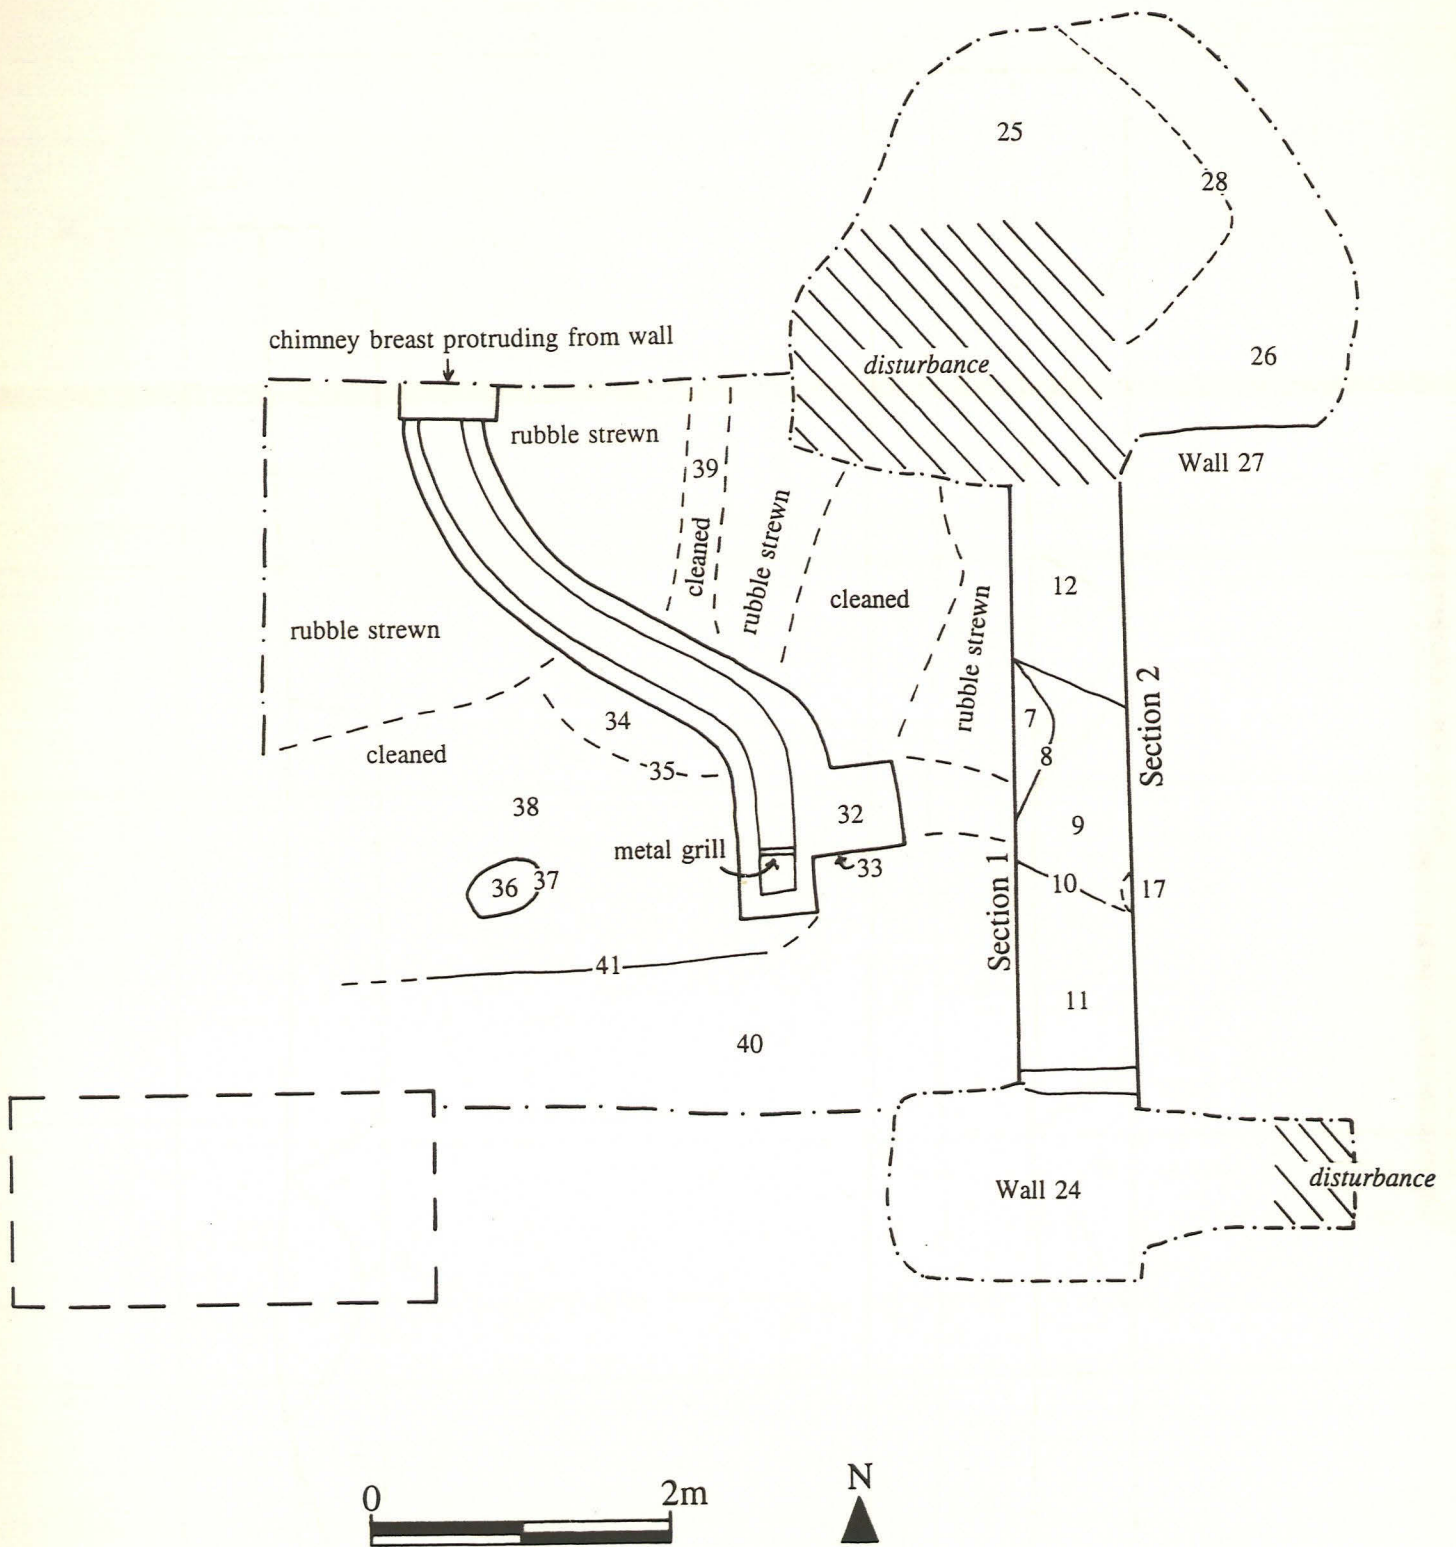 25
28
disturbance
26
chimney breast protruding from wall
rubble strewn
39
cleaned
rubble strewn
cleaned
rubble strewn
Wall 27
12
rubble strewn
34
35
7
8
Section 2
cleaned
38
32
9
metal grill
33
36
37
10
17
Section 1
41
11
40
Wall 24
disturbance
0
2m
N